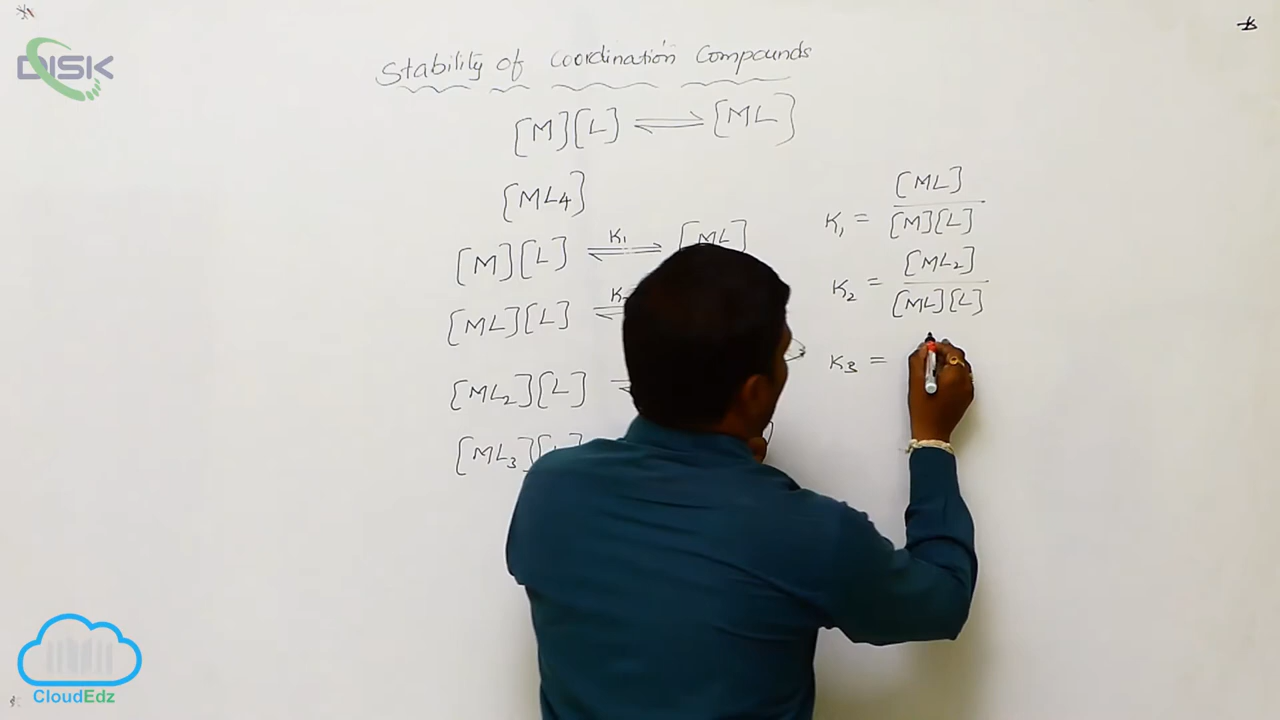 DISK
Stability of Coordination Compounds
[M][L] ⇌ [ML]
[ML4]
[M][L] K1 ⇌ [ML]
[ML][L] ⇌
[ML2][L]
[ML3]
K1 = [ML] / [M][L]
K2 = [ML2] / [ML][L]
K3 =
CloudEdz